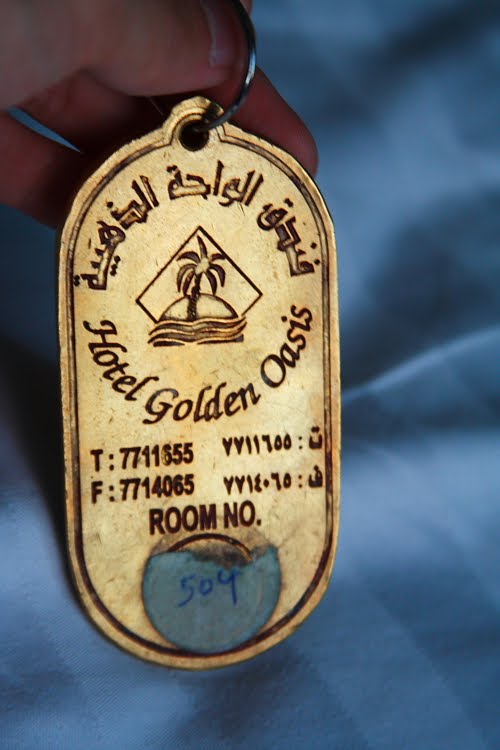 فندق الواحة الذهبية
Hotel Golden Oasis
T : 7711655 ٧٧١١٦٥٥ : ت
F : 7714065 ٧٧١٤٠٦٥ : ف
ROOM NO.
504